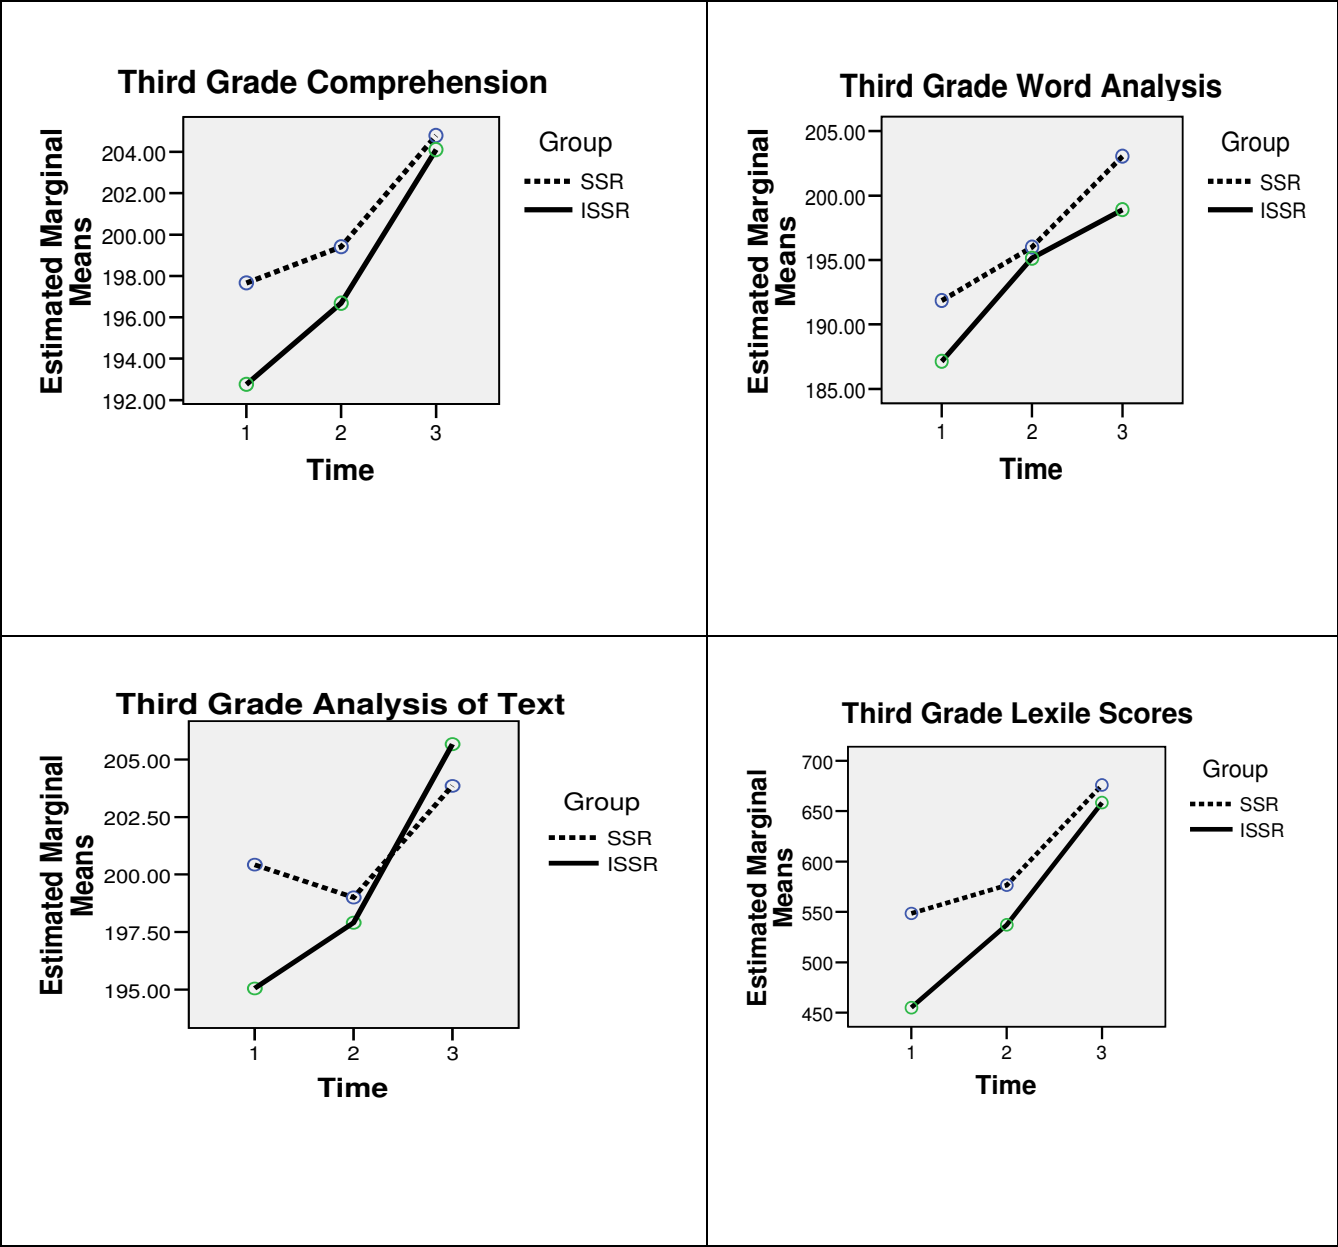 Third Grade Comprehension
Estimated Marginal
Means
204.00
202.00
200.00
198.00
196.00
194.00
192.00
1 2 3
Time
Group
SSR
ISSR
Third Grade Word Analysis
Estimated Marginal
Means
205.00
200.00
195.00
190.00
185.00
1 2 3
Time
Group
SSR
ISSR
Third Grade Analysis of Text
Estimated Marginal
Means
205.00
202.50
200.00
197.50
195.00
1 2 3
Time
Group
SSR
ISSR
Third Grade Lexile Scores
Estimated Marginal
Means
700
650
600
550
500
450
1 2 3
Time
Group
SSR
ISSR